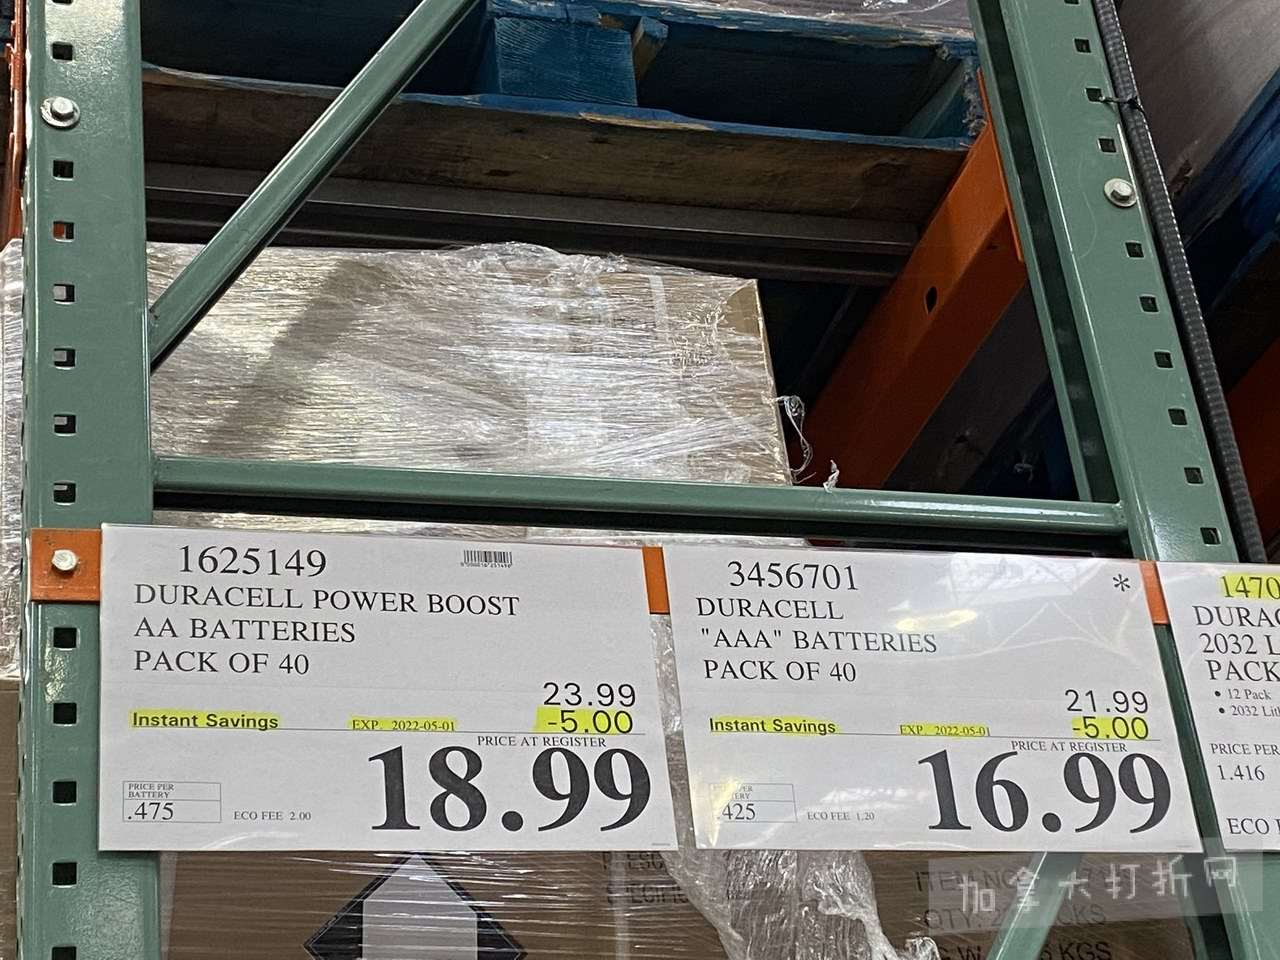 1625149
DURACELL POWER BOOST
AA BATTERIES
PACK OF 40
23.99
Instant Savings EXP. 2022-05-01 -5.00
PRICE AT REGISTER
18.99
PRICE PER
BATTERY
.475
ECO FEE 2.00
3456701 *
DURACELL
"AAA" BATTERIES
PACK OF 40
21.99
Instant Savings EXP. 2022-05-01 -5.00
PRICE AT REGISTER
16.99
.425
ECO FEE 1.20
1470
DURAC
2032 L
PACK
• 12 Pack
• 2032 Lit
PRICE PER
1.416
ECO F
ITEM NO
QTY
KGS
加拿大打折网